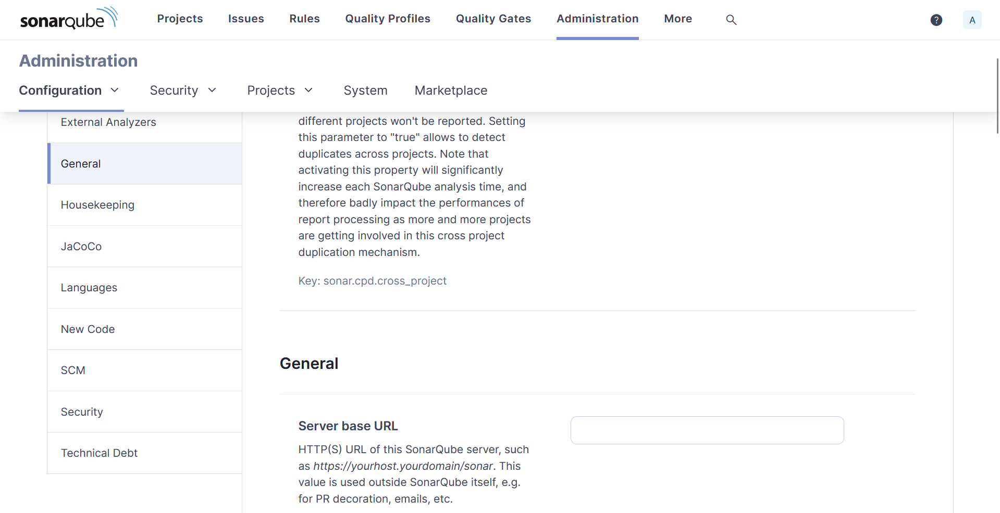 sonarqube Projects Issues Rules Quality Profiles Quality Gates Administration More ? A
Administration
Configuration Security Projects System Marketplace
External Analyzers
General
Housekeeping
JaCoCo
Languages
New Code
SCM
Security
Technical Debt
different projects won't be reported. Setting
this parameter to "true" allows to detect
duplicates across projects. Note that
activating this property will significantly
increase each SonarQube analysis time, and
therefore badly impact the performances of
report processing as more and more projects
are getting involved in this cross project
duplication mechanism.
Key: sonar.cpd.cross_project
General
Server base URL
HTTP(S) URL of this SonarQube server, such
as https://yourhost.yourdomain/sonar. This
value is used outside SonarQube itself, e.g.
for PR decoration, emails, etc.